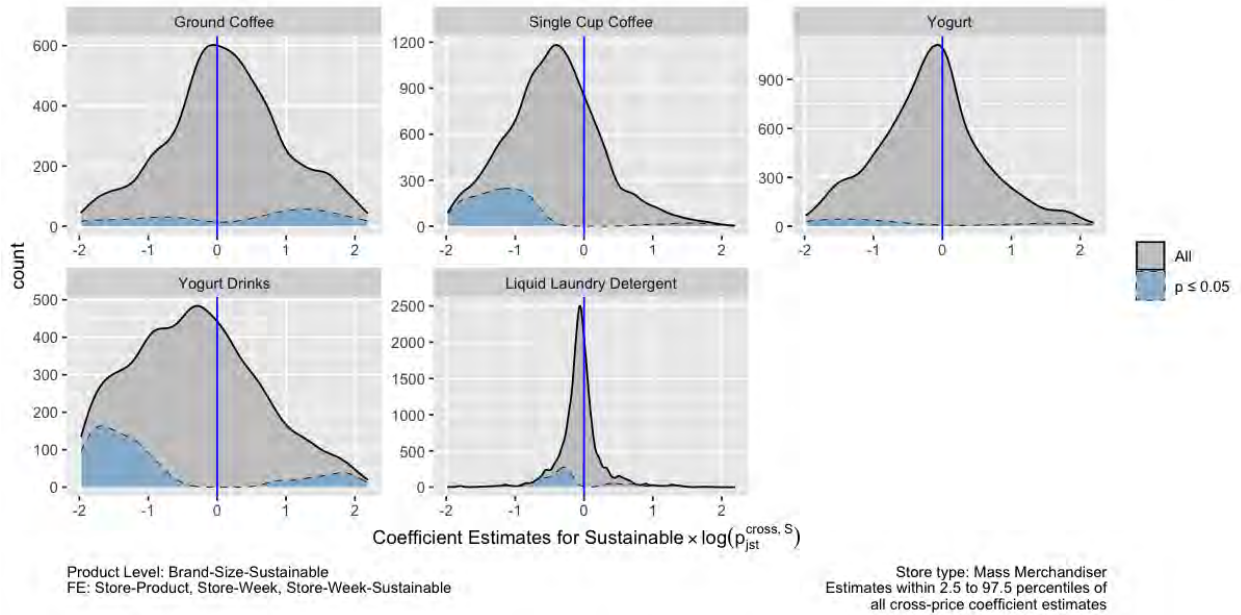 Ground Coffee
Single Cup Coffee
Yogurt
600
400
200
0
-2 -1 0 1 2
1200
900
600
300
0
-2 -1 0 1 2
900
600
300
0
-2 -1 0 1 2
count
Yogurt Drinks
Liquid Laundry Detergent
500
400
300
200
100
0
-2 -1 0 1 2
2500
2000
1500
1000
500
0
-2 -1 0 1 2
All
p ≤ 0.05
Coefficient Estimates for Sustainable × log(p_{jst}^{cross, S})
Product Level: Brand-Size-Sustainable
FE: Store-Product, Store-Week, Store-Week-Sustainable
Store type: Mass Merchandiser
Estimates within 2.5 to 97.5 percentiles of
all cross-price coefficient estimates